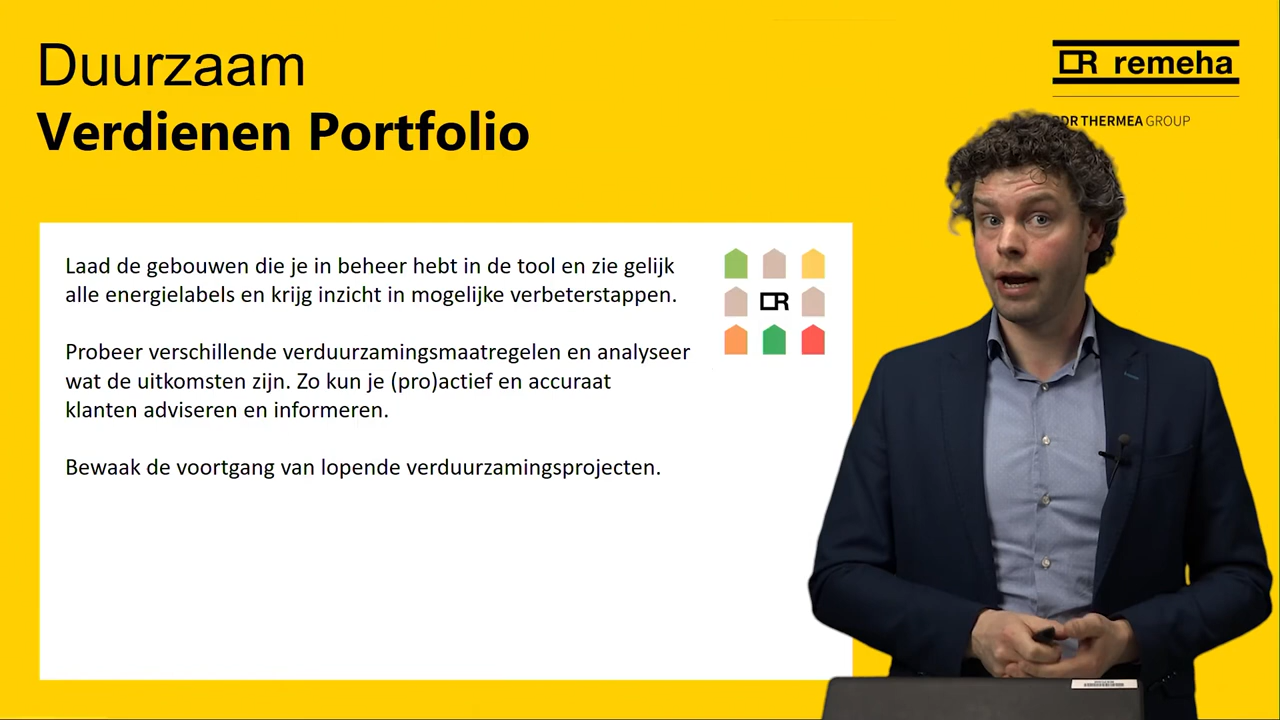 Duurzaam
Verdienen Portfolio
remeha
THERMEA GROUP
Laad de gebouwen die je in beheer hebt in de tool en zie gelijk
alle energielabels en krijg inzicht in mogelijke verbeterstappen.
Probeer verschillende verduurzamingsmaatregelen en analyseer
wat de uitkomsten zijn. Zo kun je (pro)actief en accuraat
klanten adviseren en informeren.
Bewaak de voortgang van lopende verduurzamingsprojecten.